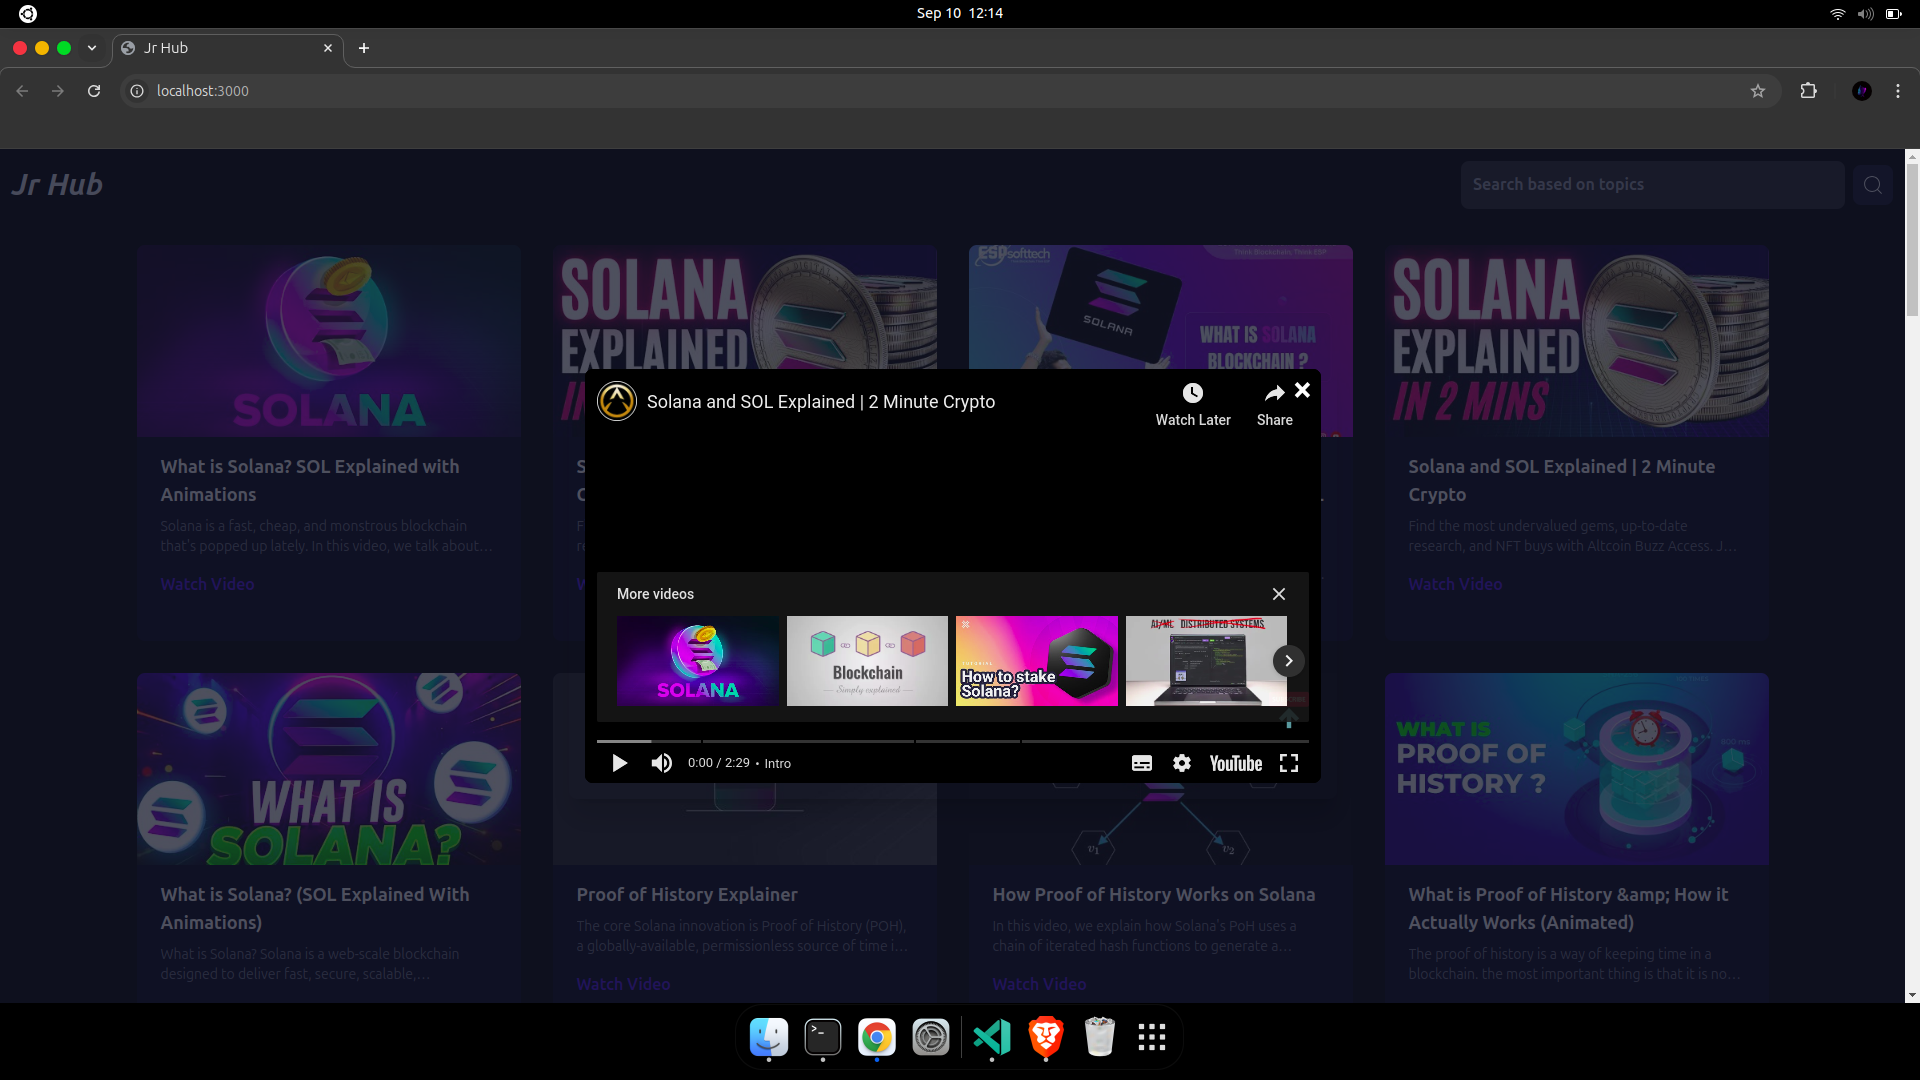 Sep 10 12:14
Jr Hub
localhost:3000
Jr Hub
Search based on topics
SOLANA
SOLANA
EXPLAINED
ESPsofttech
Think Blockchains Think ESP
SOLANA
WHAT IS SOLANA
BLOCKCHAIN ?
SOLANA
EXPLAINED
IN 2 MINS
What is Solana? SOL Explained with
Animations
Solana is a fast, cheap, and monstrous blockchain
that's popped up lately. In this video, we talk about...
Watch Video
Solana and SOL Explained | 2 Minute
Crypto
Find the most undervalued gems, up-to-date
research, and NFT buys with Altcoin Buzz Access. J...
Watch Video
Solana and SOL Explained | 2 Minute Crypto
Watch Later
Share
More videos
SOLANA
Blockchain
Simply explained
TUTORIAL
How to stake
Solana?
AI/ML DISTRIBUTED SYSTEMS
0:00 / 2:29 • Intro
YouTube
WHAT IS
SOLANA?
v1
v2
WHAT IS
PROOF OF
HISTORY ?
What is Solana? (SOL Explained With
Animations)
What is Solana? Solana is a web-scale blockchain
designed to deliver fast, secure, scalable,...
Proof of History Explainer
The core Solana innovation is Proof of History (POH),
a globally-available, permissionless source of time i...
Watch Video
How Proof of History Works on Solana
In this video, we explain how Solana's PoH uses a
chain of iterated hash functions to generate a...
Watch Video
What is Proof of History &amp; How it
Actually Works (Animated)
The proof of history is a way of keeping time in a
blockchain. the most important thing is that it is no...